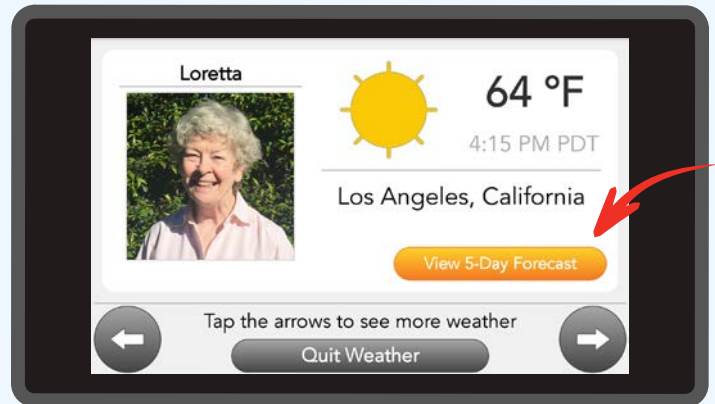 Loretta
64 °F
4:15 PM PDT
Los Angeles, California
View 5-Day Forecast
Tap the arrows to see more weather
Quit Weather